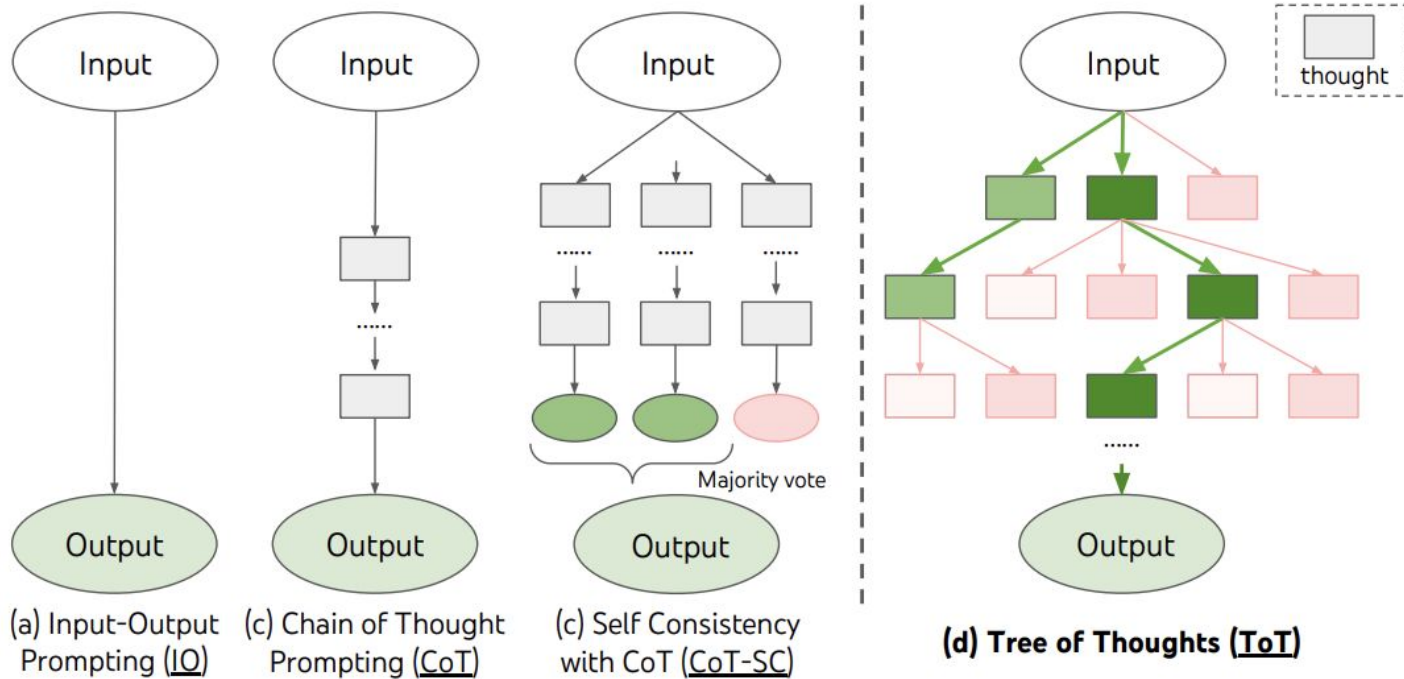 Input
Input
Input
Input
thought
......
......
......
......
......
Majority vote
Output
Output
Output
Output
(a) Input-Output
Prompting (IO)
(c) Chain of Thought
Prompting (CoT)
(c) Self Consistency
with CoT (CoT-SC)
(d) Tree of Thoughts (ToT)